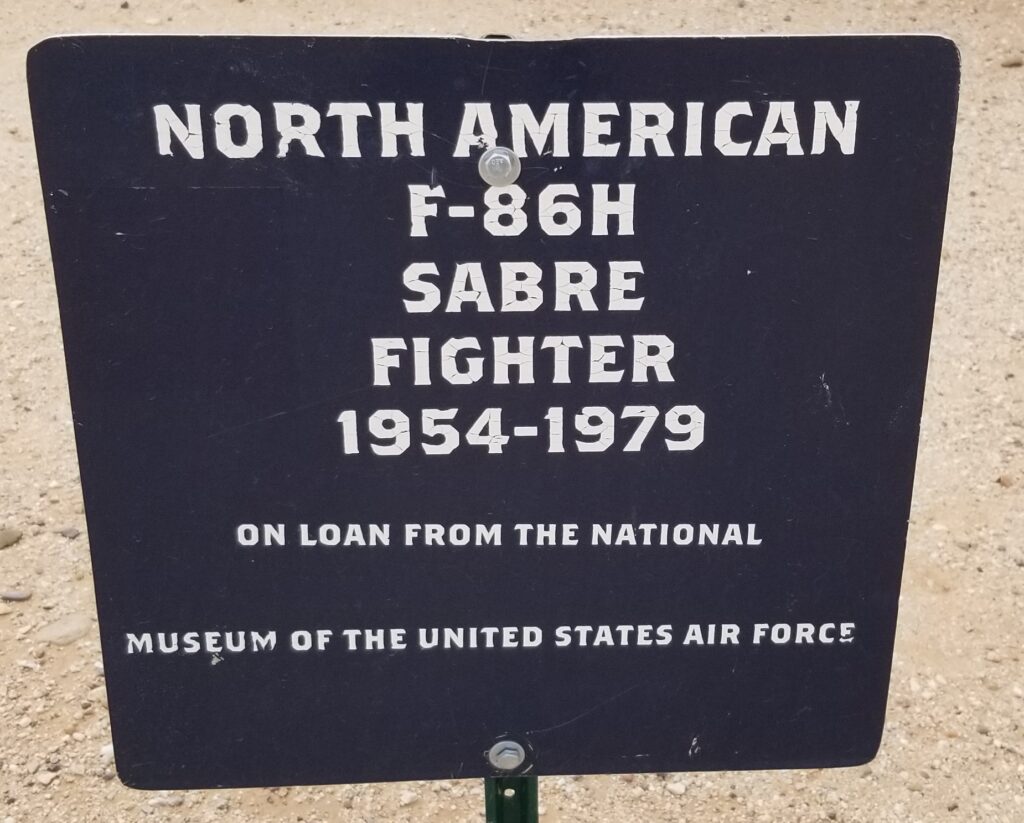 NORTH AMERICAN
F-86H
SABRE
FIGHTER
1954-1979
ON LOAN FROM THE NATIONAL
MUSEUM OF THE UNITED STATES AIR FORCE